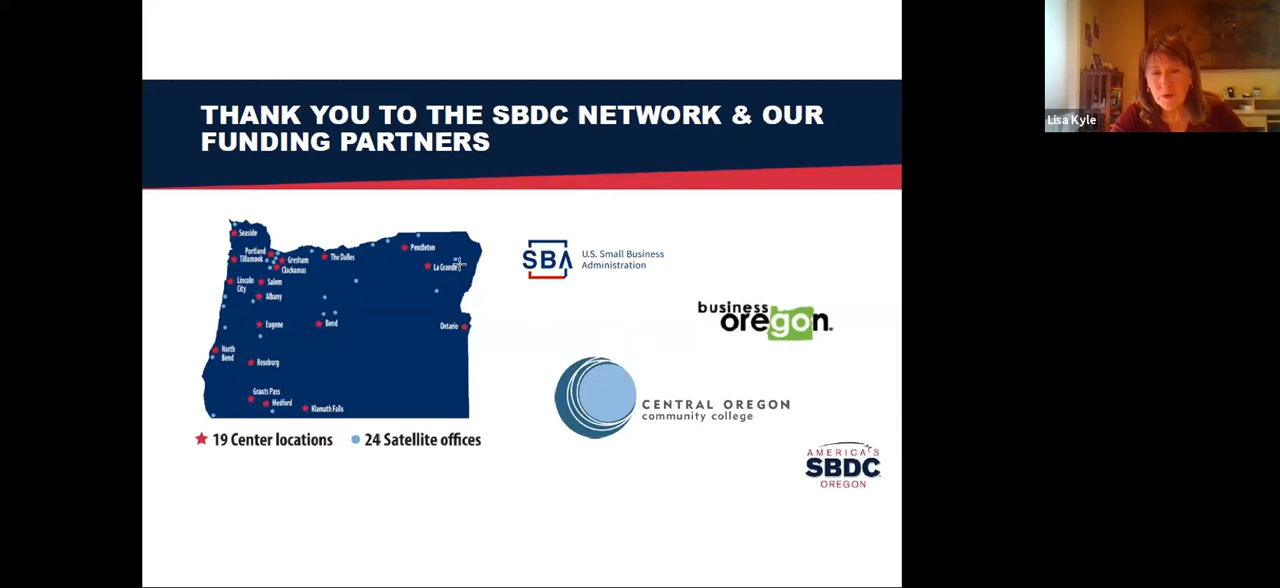 THANK YOU TO THE SBDC NETWORK & OUR
FUNDING PARTNERS
Lisa Kyle
Seaside
Portland
Tillamook
Gresham
Clackamas
The Dalles
Pendleton
La Grande
Lincoln
City
Salem
Albany
Eugene
Bend
Ontario
North
Bend
Roseburg
Grants Pass
Medford
Klamath Falls
19 Center locations
24 Satellite offices
SBA
U.S. Small Business
Administration
business
oregon.
CENTRAL OREGON
community college
AMERICA'S
SBDC
OREGON